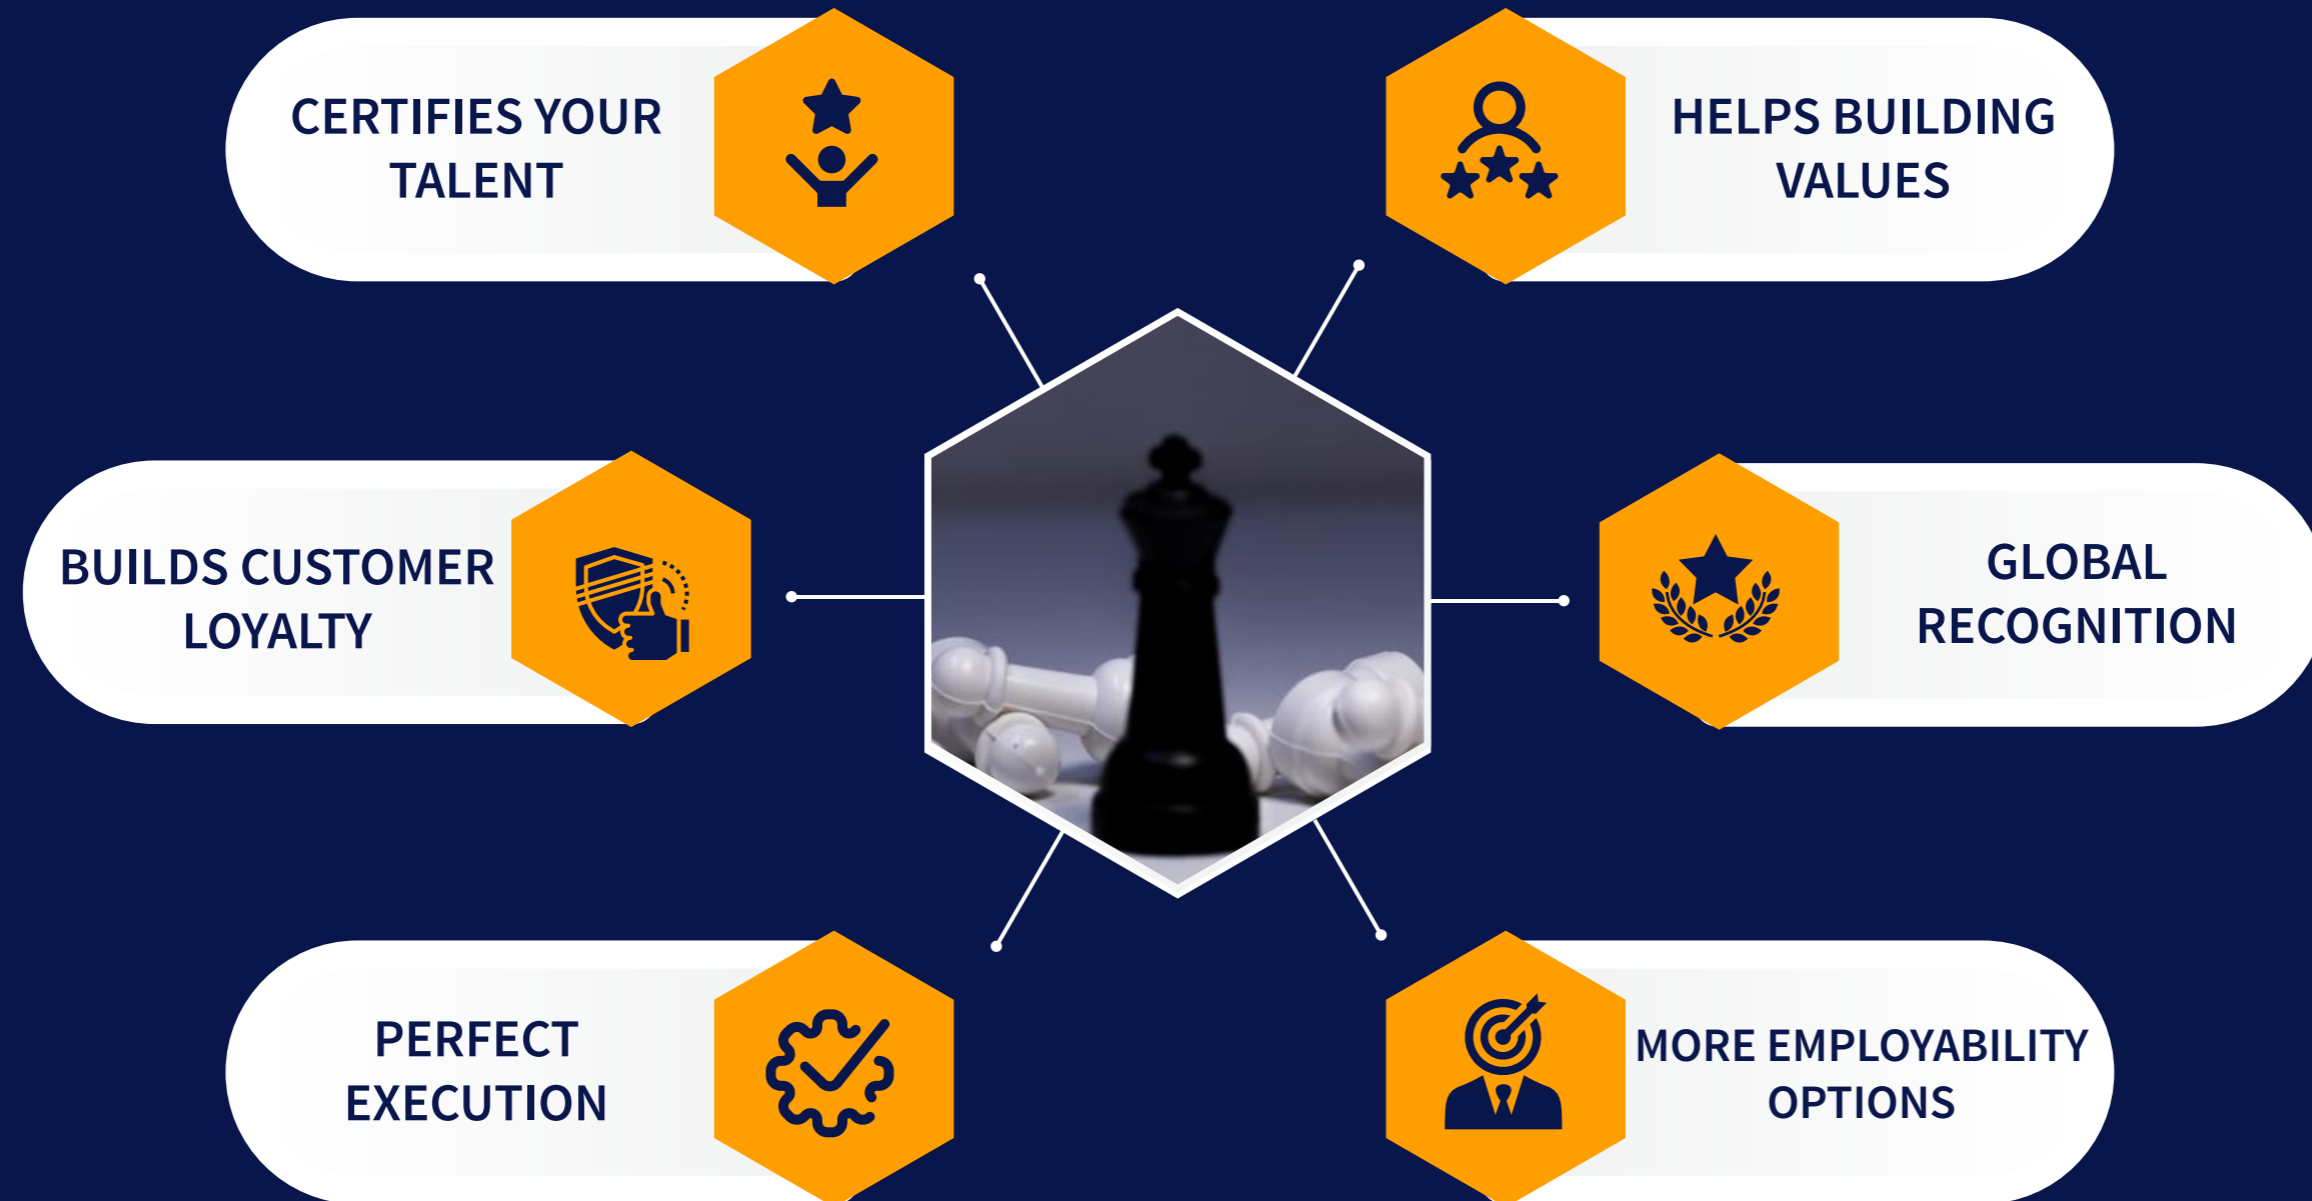 CERTIFIES YOUR
TALENT
HELPS BUILDING
VALUES
BUILDS CUSTOMER
LOYALTY
GLOBAL
RECOGNITION
PERFECT
EXECUTION
MORE EMPLOYABILITY
OPTIONS